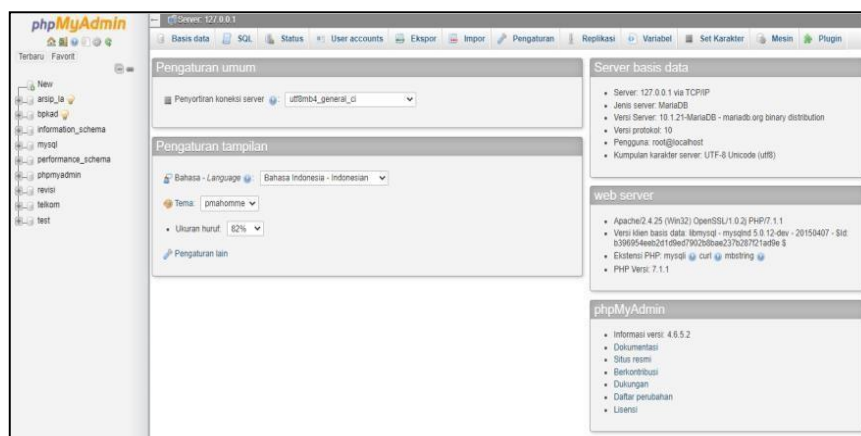 phpMyAdmin
Terbaru Favorit
New
arsip_la
bpkad
information_schema
mysql
performance_schema
phpmyadmin
revisi
telkom
test
Server: 127.0.0.1
Basis data SQL Status User accounts Ekspor Impor Pengaturan Replikasi Variabel Set Karakter Mesin Plugin
Pengaturan umum
Penyortiran koneksi server : utf8mb4_general_ci
Pengaturan tampilan
Bahasa - Language : Bahasa Indonesia - Indonesian
Tema: pmahomme
• Ukuran huruf: 82%
Pengaturan lain
Server basis data
• Server: 127.0.0.1 via TCP/IP
• Jenis server: MariaDB
• Versi Server: 10.1.21-MariaDB - mariadb.org binary distribution
• Versi protokol: 10
• Pengguna: root@localhost
• Kumpulan karakter server: UTF-8 Unicode (utf8)
web server
• Apache/2.4.25 (Win32) OpenSSL/1.0.2j PHP/7.1.1
• Versi klien basis data: libmysql - mysqlnd 5.0.12-dev - 20150407 - $Id:
b396954eeb2d1d9ed7902b8bae237b287f21ad9e $
• Ekstensi PHP: mysqli curl mbstring
• PHP Versi: 7.1.1
phpMyAdmin
• Informasi versi: 4.6.5.2
• Dokumentasi
• Situs resmi
• Berkontribusi
• Dukungan
• Daftar perubahan
• Lisensi